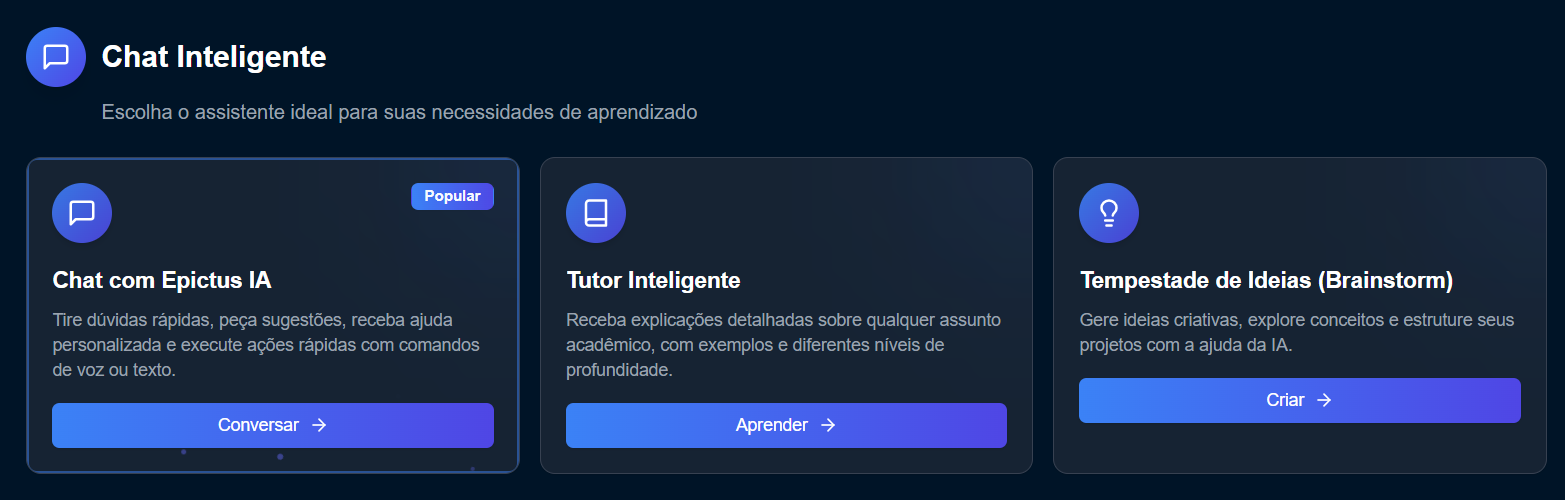 Chat Inteligente
Escolha o assistente ideal para suas necessidades de aprendizado
Popular
Chat com Epictus IA
Tire dúvidas rápidas, peça sugestões, receba ajuda
personalizada e execute ações rápidas com comandos
de voz ou texto.
Conversar
Tutor Inteligente
Receba explicações detalhadas sobre qualquer assunto
acadêmico, com exemplos e diferentes níveis de
profundidade.
Aprender
Tempestade de Ideias (Brainstorm)
Gere ideias criativas, explore conceitos e estruture seus
projetos com a ajuda da IA.
Criar